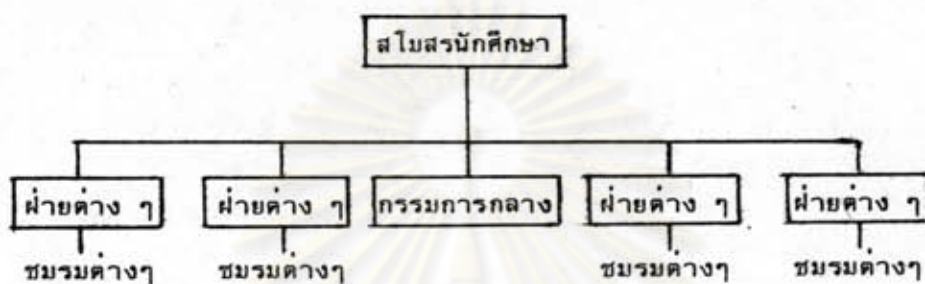 สโมสรนักศึกษา
ฝ่ายต่าง ๆ ฝ่ายต่าง ๆ กรรมการกลาง ฝ่ายต่าง ๆ ฝ่ายต่าง ๆ
ชมรมต่างๆ ชมรมต่างๆ ชมรมต่างๆ ชมรมต่างๆ